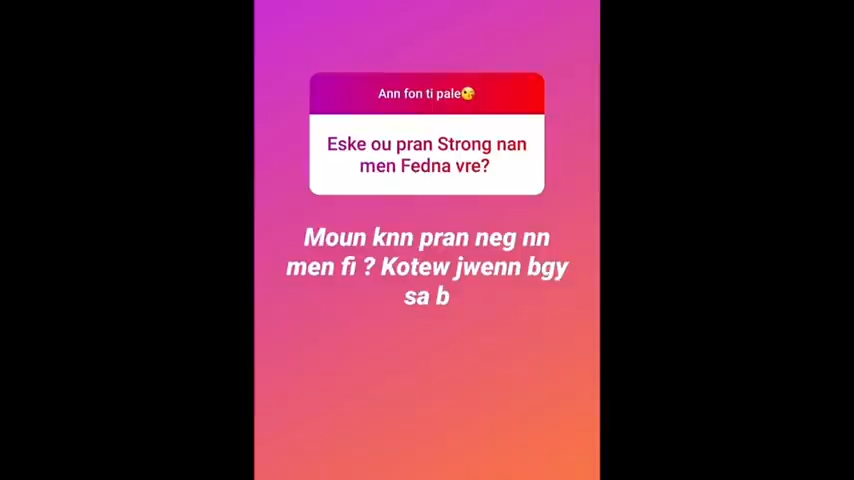 Ann fon ti pale😘
Eske ou pran Strong nan
men Fedna vre?
Moun knn pran neg nn
men fi ? Kotew jwenn bgy
sa b